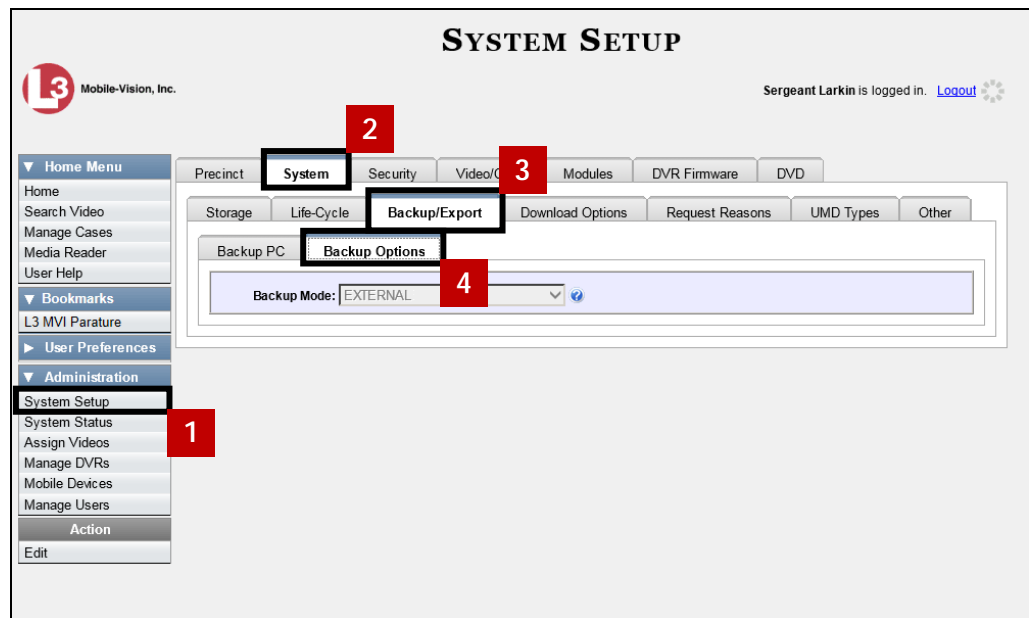 SYSTEM SETUP
L3 Mobile-Vision, Inc.
Sergeant Larkin is logged in. Logout
2
▼ Home Menu
Home
Search Video
Manage Cases
Media Reader
User Help
▼ Bookmarks
L3 MVI Parature
► User Preferences
▼ Administration
System Setup
System Status
Assign Videos
Manage DVRs
Mobile Devices
Manage Users
Action
Edit
1
Precinct System Security Video/ 3 Modules DVR Firmware DVD
Storage Life-Cycle Backup/Export Download Options Request Reasons UMD Types Other
Backup PC Backup Options
4
Backup Mode: EXTERNAL ?